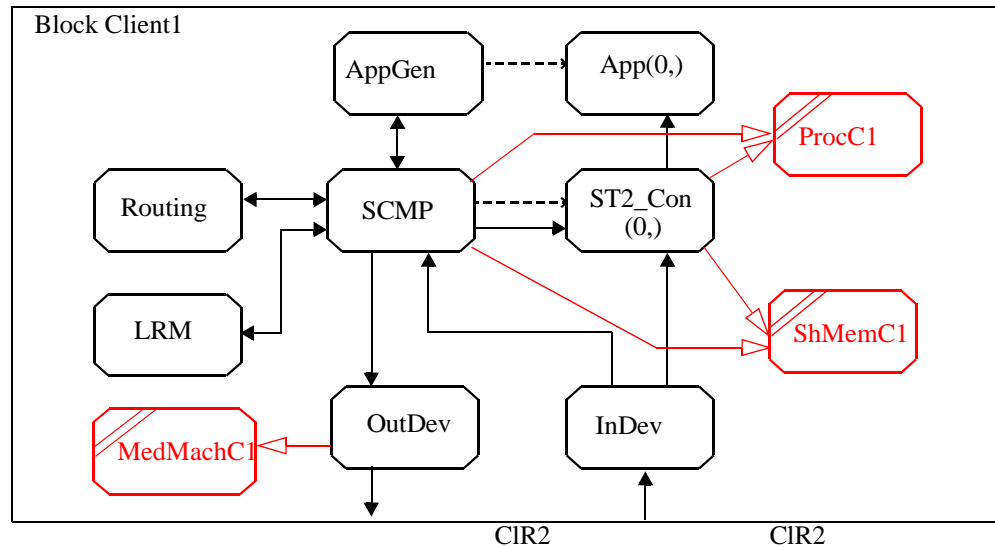 Block Client1
AppGen
App(0,)
ProcC1
Routing
SCMP
ST2_Con
(0,)
LRM
ShMemC1
OutDev
InDev
MedMachC1
ClR2
ClR2